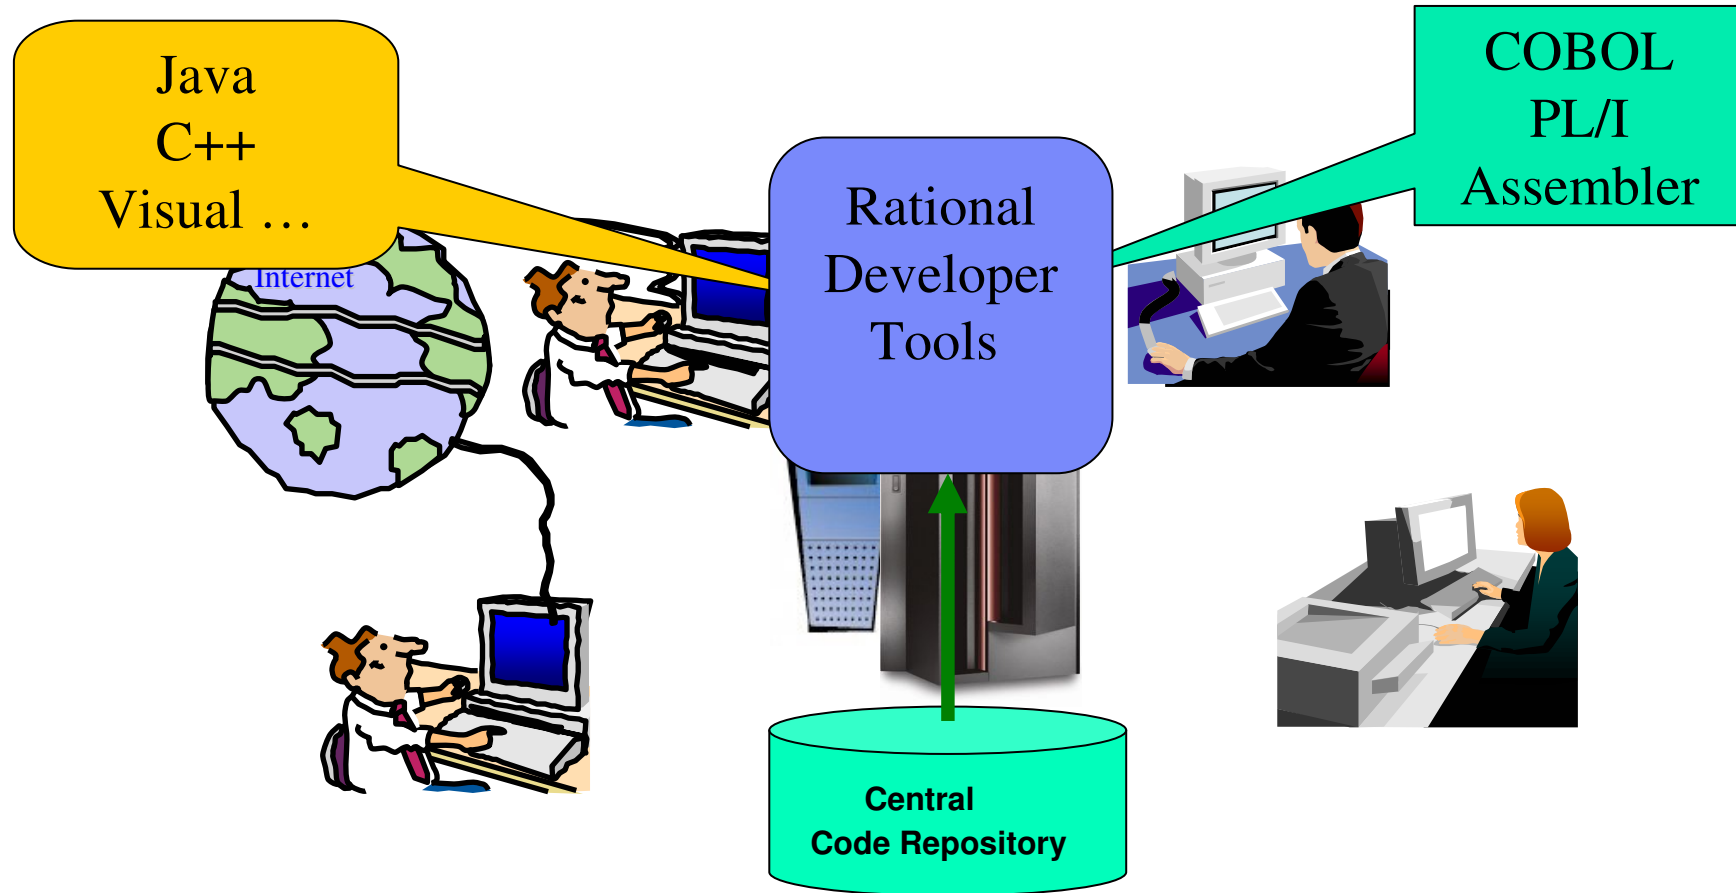 Java
C++
Visual …
Internet
Rational
Developer
Tools
COBOL
PL/I
Assembler
Central
Code Repository